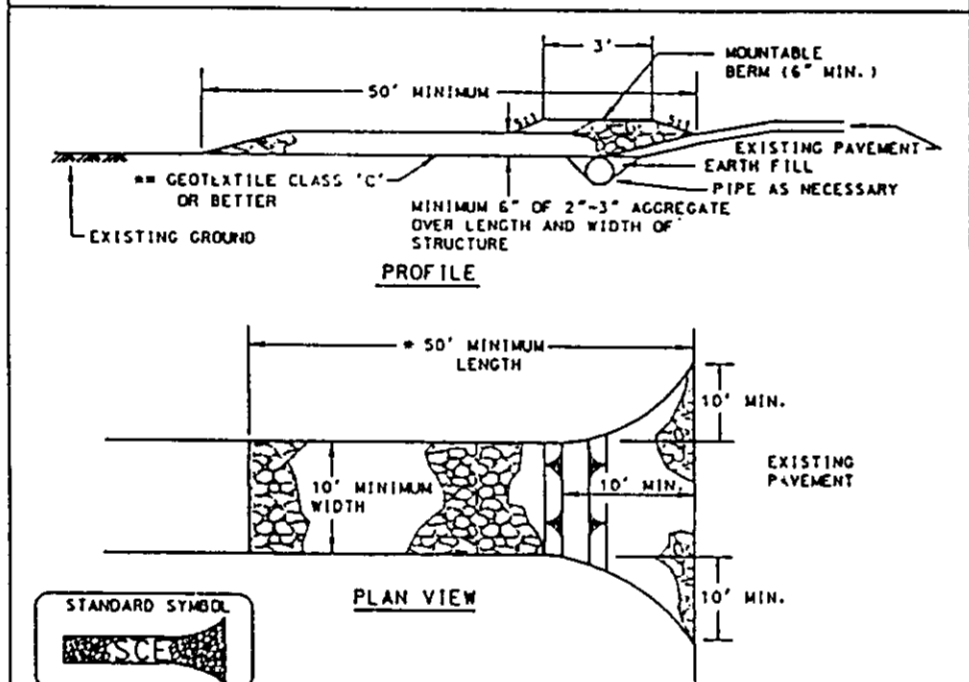 3'
MOUNTABLE
BERM (6" MIN.)
50' MINIMUM
EXISTING PAVEMENT
** GEOTEXTILE CLASS 'C'
OR BETTER
EARTH FILL
PIPE AS NECESSARY
MINIMUM 6" OF 2"-3" AGGREGATE
OVER LENGTH AND WIDTH OF
STRUCTURE
EXISTING GROUND
PROFILE
* 50' MINIMUM
LENGTH
10' MIN.
EXISTING
PAVEMENT
10' MINIMUM
WIDTH
10' MIN.
PLAN VIEW
10' MIN.
STANDARD SYMBOL
SCE